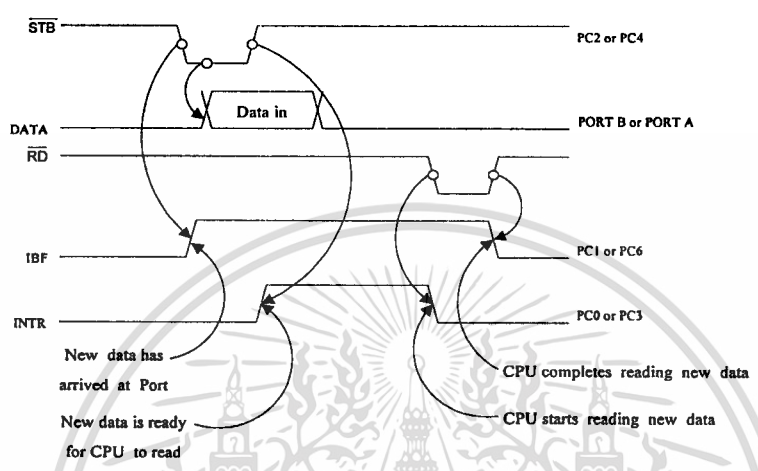 STB
PC2 or PC4
Data in
DATA
PORT B or PORT A
RD
IBF
PC1 or PC6
INTR
PC0 or PC3
New data has
arrived at Port
CPU completes reading new data
New data is ready
for CPU to read
CPU starts reading new data